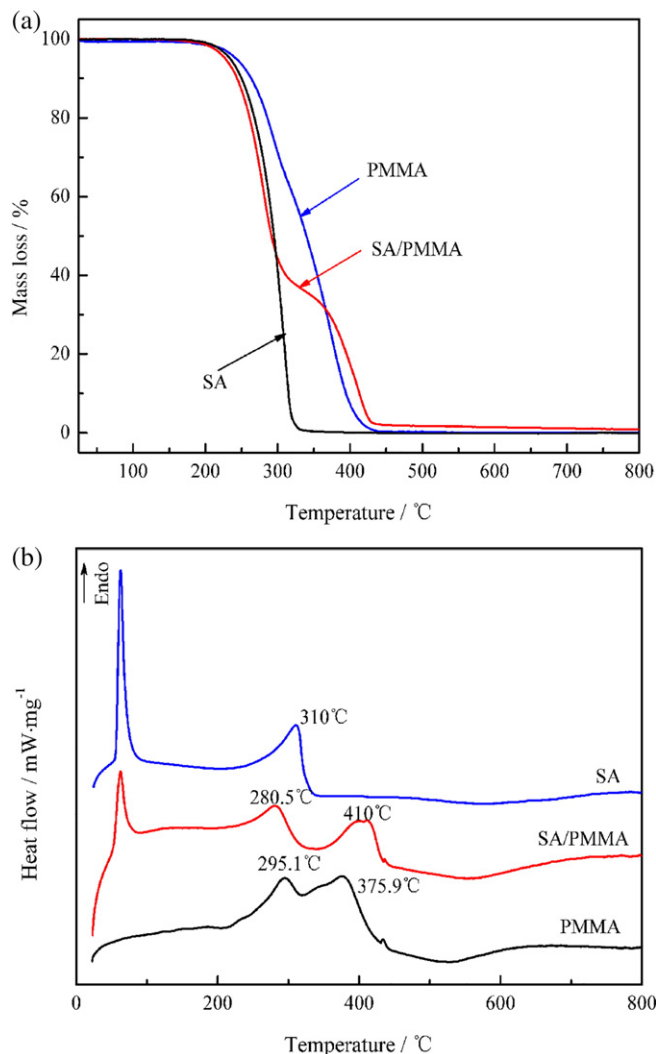 (a)
100
80
60
40
20
0
Mass loss / %
PMMA
SA/PMMA
SA
100 200 300 400 500 600 700 800
Temperature / ℃
(b)
Endo
Heat flow / mW·mg⁻¹
310℃
SA
280.5℃
410℃
SA/PMMA
295.1℃
375.9℃
PMMA
0 200 400 600 800
Temperature / ℃